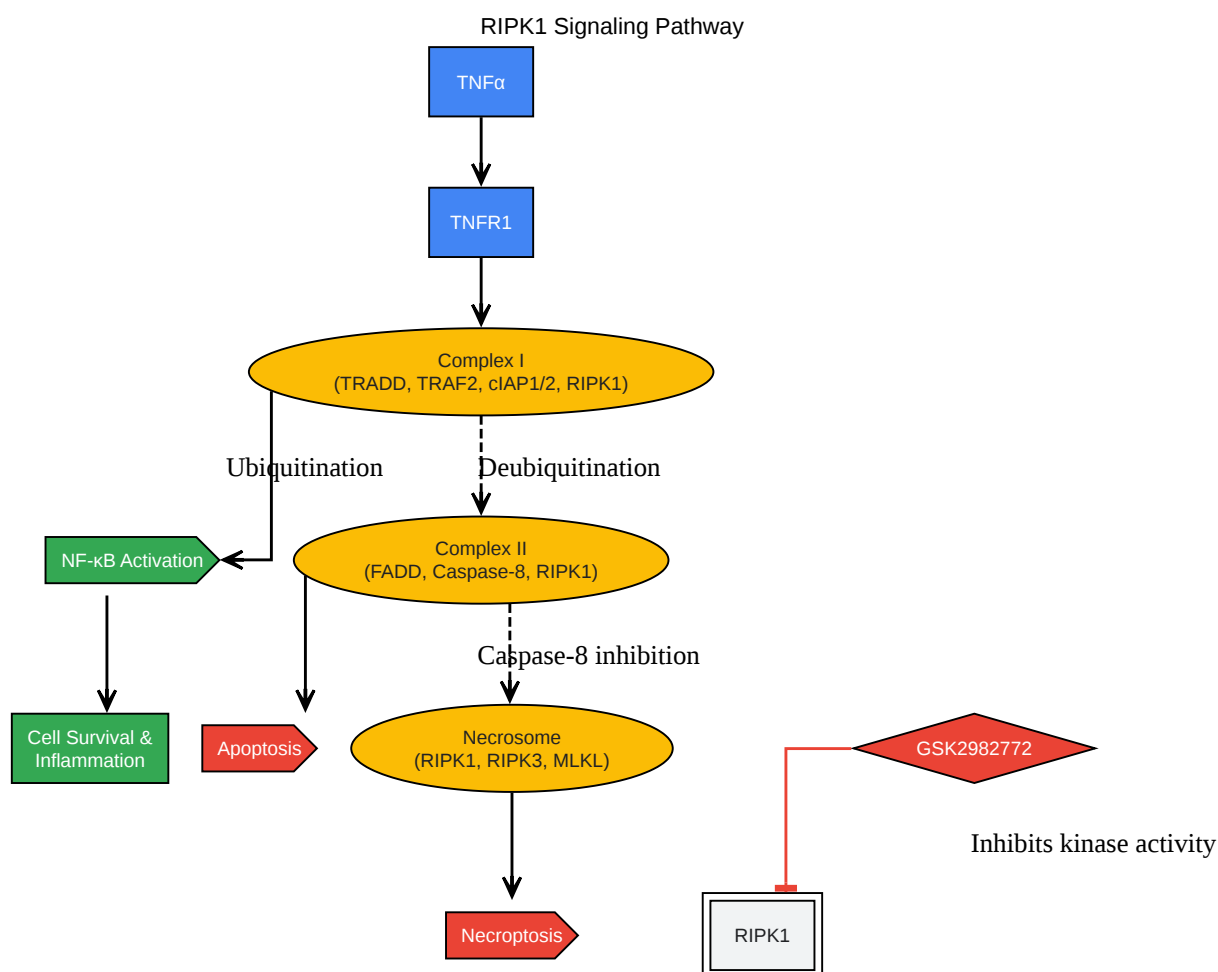 RIPK1 Signaling Pathway
TNFα
TNFR1
Complex I
(TRADD, TRAF2, cIAP1/2, RIPK1)
Ubiquitination
Deubiquitination
NF-κB Activation
Complex II
(FADD, Caspase-8, RIPK1)
Caspase-8 inhibition
Cell Survival &
Inflammation
Apoptosis
Necrosome
(RIPK1, RIPK3, MLKL)
GSK2982772
Inhibits kinase activity
Necroptosis
RIPK1